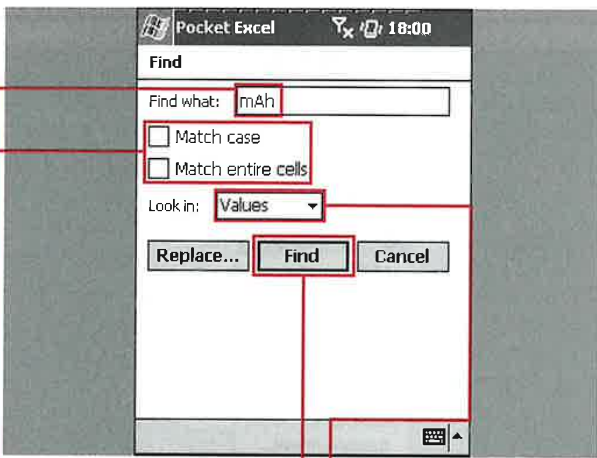 Pocket Excel 18:00
Find
Find what: mAh
Match case
Match entire cells
Look in: Values
Replace... Find Cancel